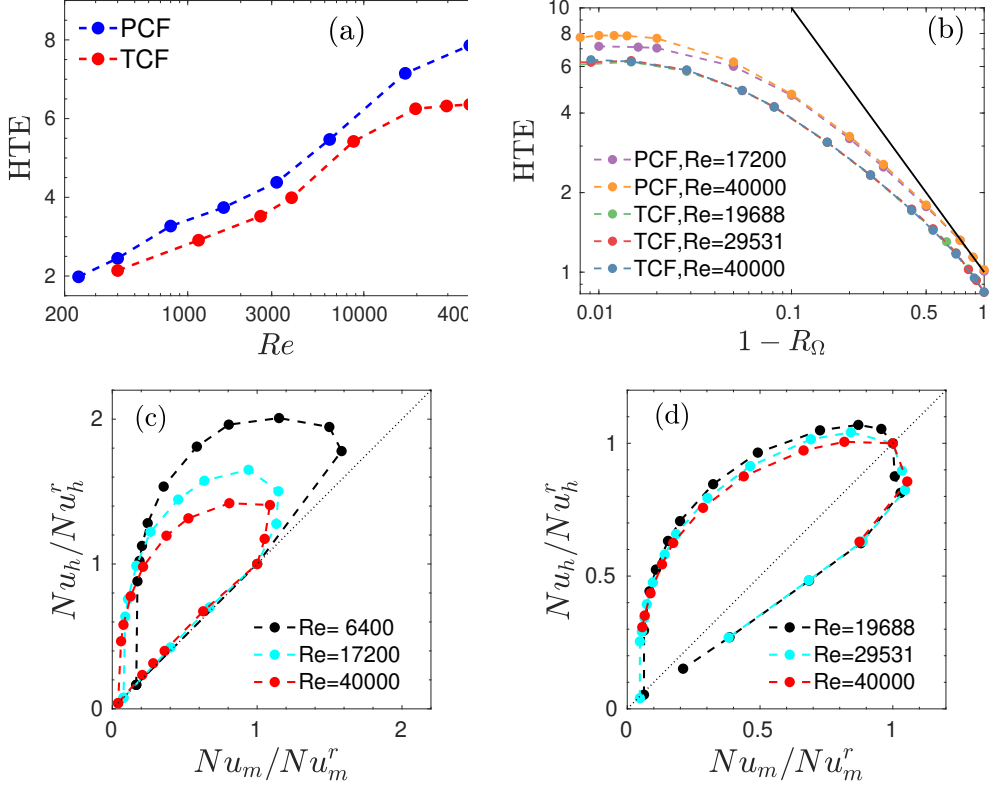 (a)
PCF
TCF
HTE
8
6
4
2
200
1000
3000
10000
400
Re
(b)
HTE
10
8
6
4
2
1
PCF,Re=17200
PCF,Re=40000
TCF,Re=19688
TCF,Re=29531
TCF,Re=40000
0.01
0.1
0.5
1
1 − R_Ω
(c)
Nu_h/Nu_h^r
2
1
0
Re= 6400
Re=17200
Re=40000
0
1
2
Nu_m/Nu_m^r
(d)
Nu_h/Nu_h^r
1
0.5
0
Re=19688
Re=29531
Re=40000
0
0.5
1
Nu_m/Nu_m^r